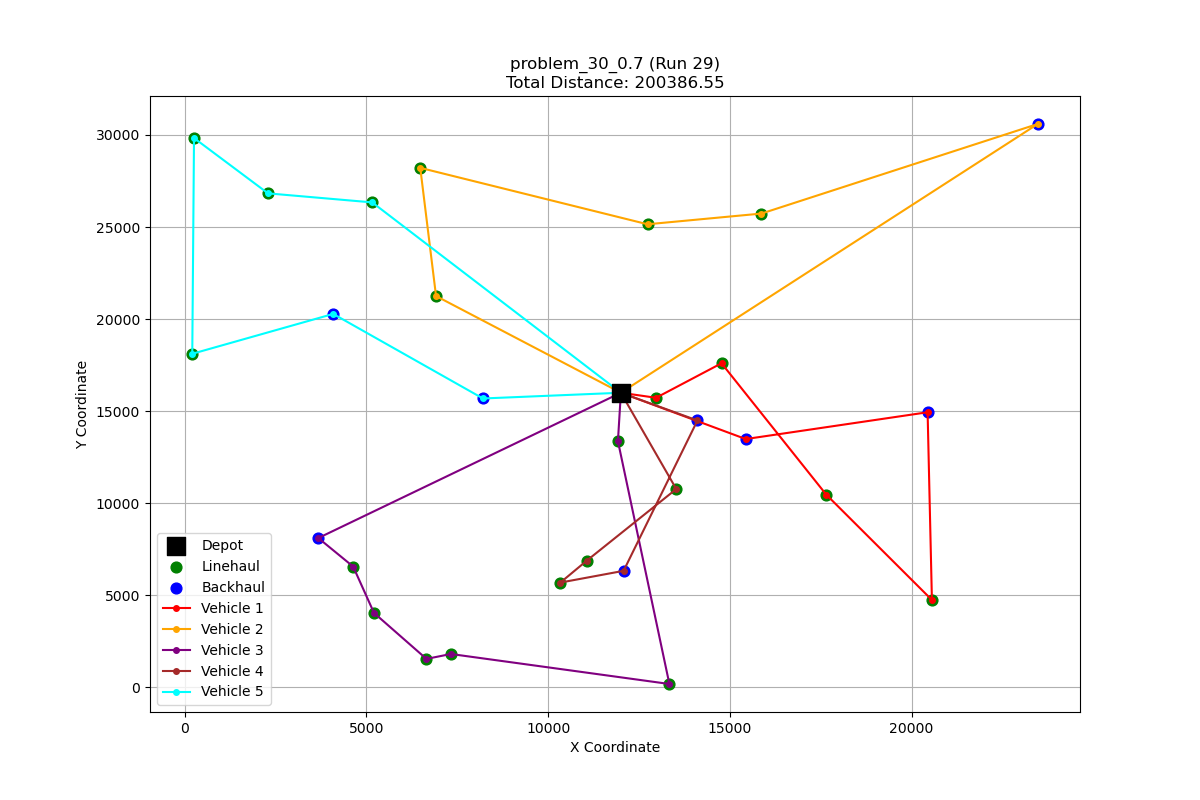 problem_30_0.7 (Run 29)
Total Distance: 200386.55
Y Coordinate
30000
25000
20000
15000
10000
5000
0
Depot
Linehaul
Backhaul
Vehicle 1
Vehicle 2
Vehicle 3
Vehicle 4
Vehicle 5
0 5000 10000 15000 20000
X Coordinate